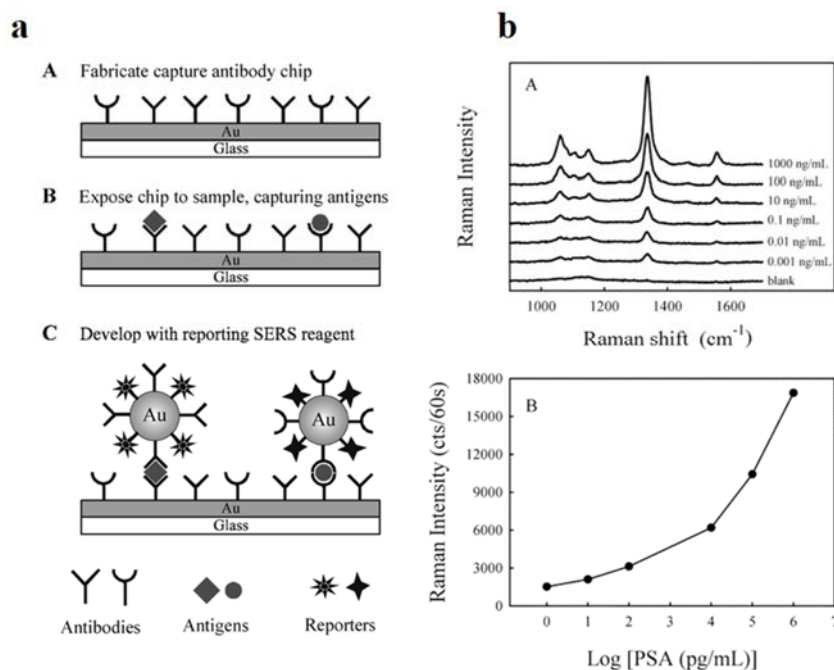 a
A Fabricate capture antibody chip
Au
Glass
B Expose chip to sample, capturing antigens
Au
Glass
C Develop with reporting SERS reagent
Au Au
Au
Glass
Antibodies Antigens Reporters
b
A
Raman Intensity
1000 ng/mL
100 ng/mL
10 ng/mL
0.1 ng/mL
0.01 ng/mL
0.001 ng/mL
blank
1000 1200 1400 1600
Raman shift (cm⁻¹)
B
Raman Intensity (cts/60s)
18000
15000
12000
9000
6000
3000
0
0 1 2 3 4 5 6 7
Log [PSA (pg/mL)]